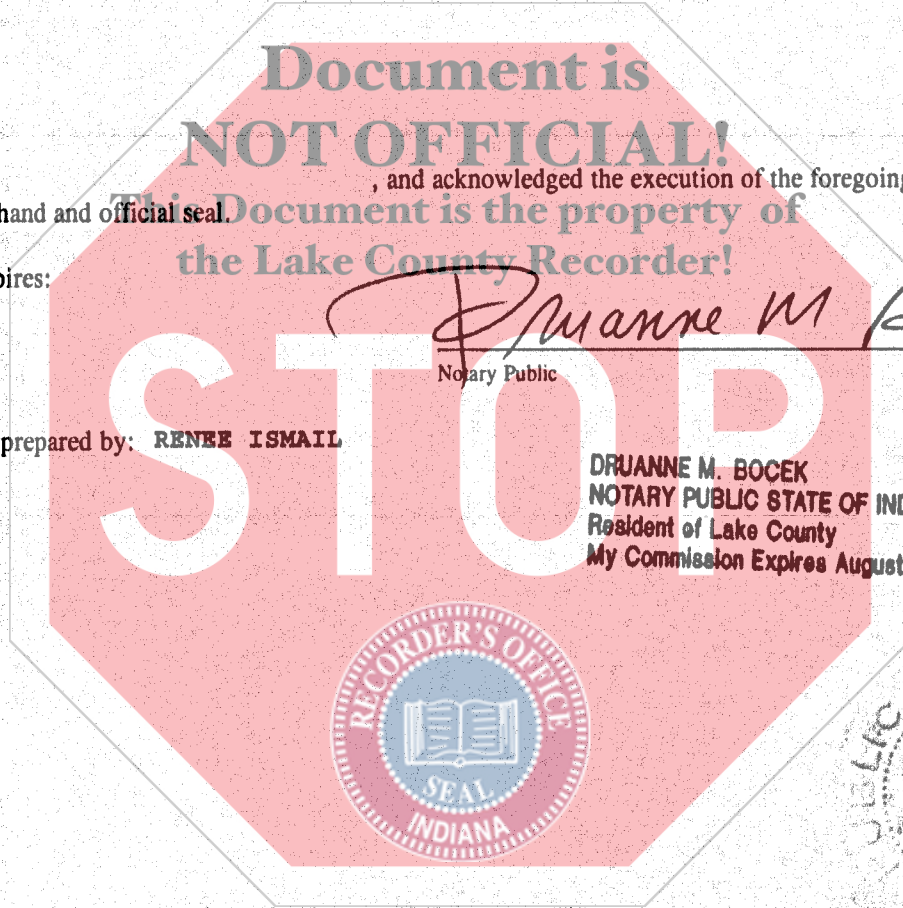 Document is
NOT OFFICIAL!
, and acknowledged the execution of the foregoing
hand and official seal.
This Document is the property of
the Lake County Recorder!
pires:
Druanne M
Notary Public
STOP
prepared by: RENEE ISMAIL
DRUANNE M. BOCEK
NOTARY PUBLIC STATE OF IND
Resident of Lake County
My Commission Expires August
RECORDER'S OFFICE
SEAL
INDIANA